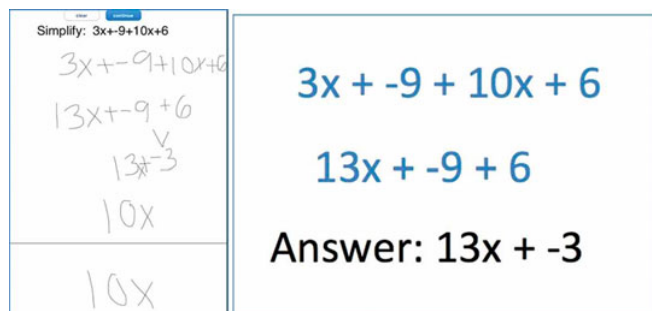 clear continue
Simplify: 3x+-9+10x+6
3x+-9+10x+6
13x+-9+6
13x+-3
10x
10x
3x + -9 + 10x + 6
13x + -9 + 6
Answer: 13x + -3